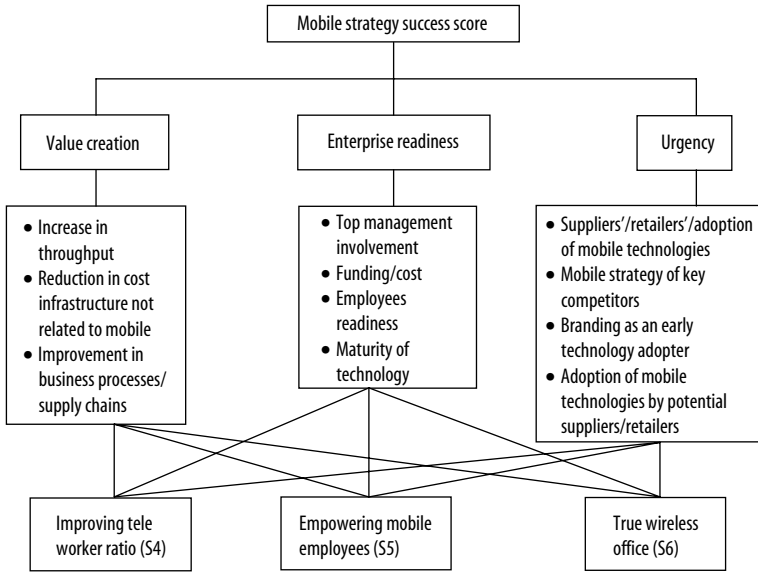 Mobile strategy success score
Value creation
Enterprise readiness
Urgency
• Increase in
throughput
• Reduction in cost
infrastructure not
related to mobile
• Improvement in
business processes/
supply chains
• Top management
involvement
• Funding/cost
• Employees
readiness
• Maturity of
technology
• Suppliers'/retailers'/adoption
of mobile technologies
• Mobile strategy of key
competitors
• Branding as an early
technology adopter
• Adoption of mobile
technologies by potential
suppliers/retailers
Improving tele
worker ratio (S4)
Empowering mobile
employees (S5)
True wireless
office (S6)